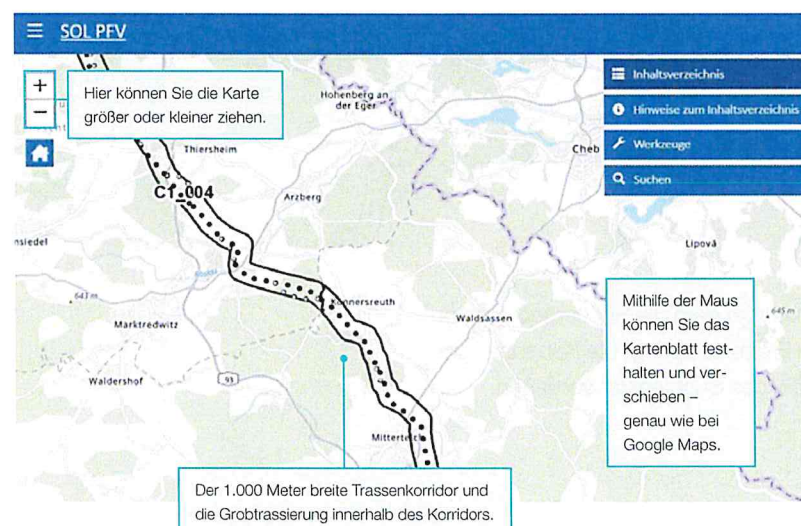 SOL PFV
Hier können Sie die Karte
größer oder kleiner ziehen.
Inhaltsverzeichnis
Hinweise zum Inhaltsverzeichnis
Werkzeuge
Suchen
Hohenberg an
der Eger
Thiersheim
Cheb
C1_004
Arzberg
nsiedel
Lipová
643 m
Konnersreuth
Marktredwitz
Waldsassen
645 m
Mithilfe der Maus
können Sie das
Kartenblatt fest-
halten und ver-
schieben –
genau wie bei
Google Maps.
Waldershof
93
Mitterteich
Der 1.000 Meter breite Trassenkorridor und
die Grobtrassierung innerhalb des Korridors.